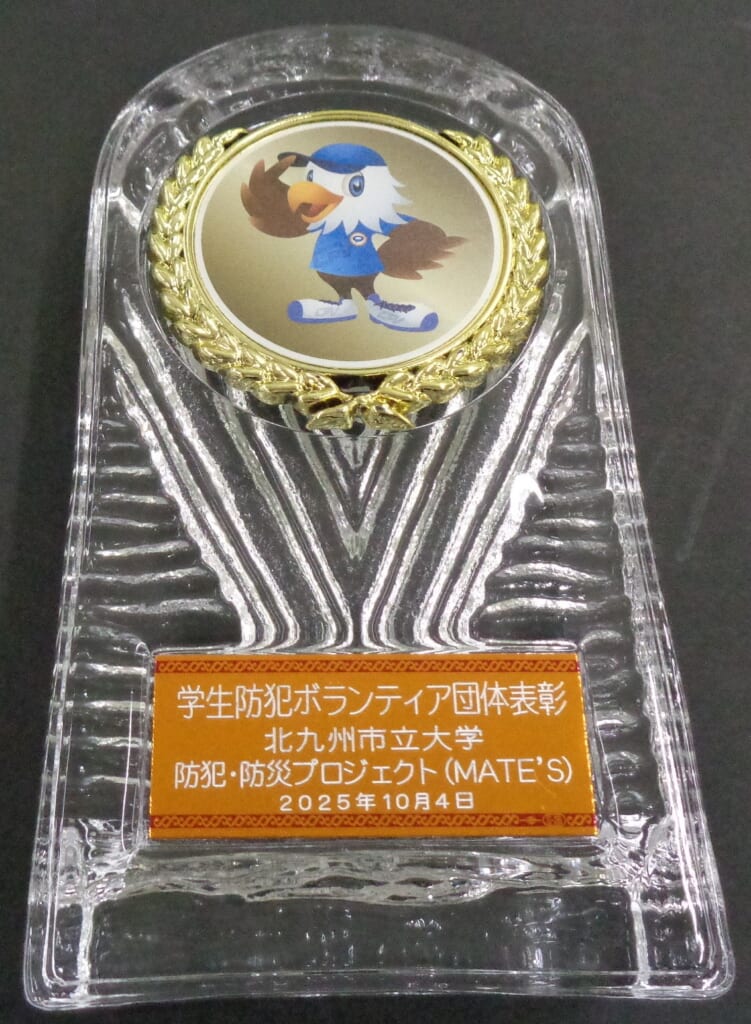 学生防犯ボランティア団体表彰
北九州市立大学
防犯・防災プロジェクト(MATE'S)
2025年10月4日